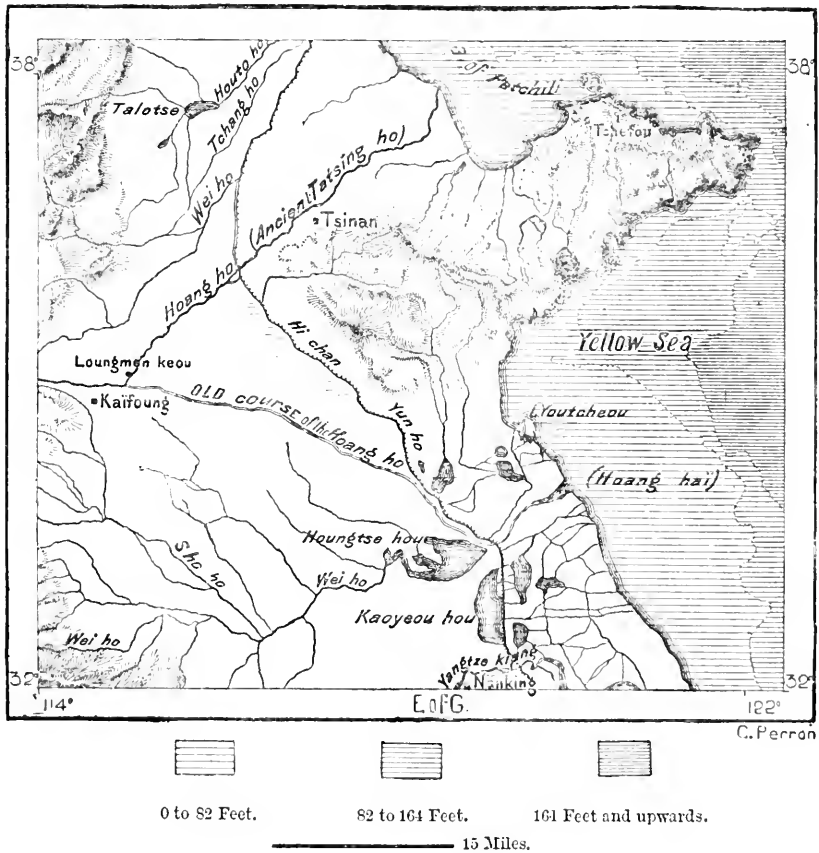 38°
38°
G. of Petchili
Houto ho
Talotse
Tchang ho
Tchefou
Wei ho
(Ancient Tatsing ho)
Tsinan
Hoang ho
Yellow Sea
Hi chan
Loungmen keou
Kaïfoung
OLD COURSE of the Hoang ho
Yun ho
Youtcheou
(Hoang haï)
Houngtse hou
Sha ho
Wei ho
Kaoyeou hou
Wei ho
Yangtze kiang
Nanking
32°
32°
114°
E. of G.
122°
C. Perron
0 to 82 Feet.
82 to 164 Feet.
164 Feet and upwards.
15 Miles.